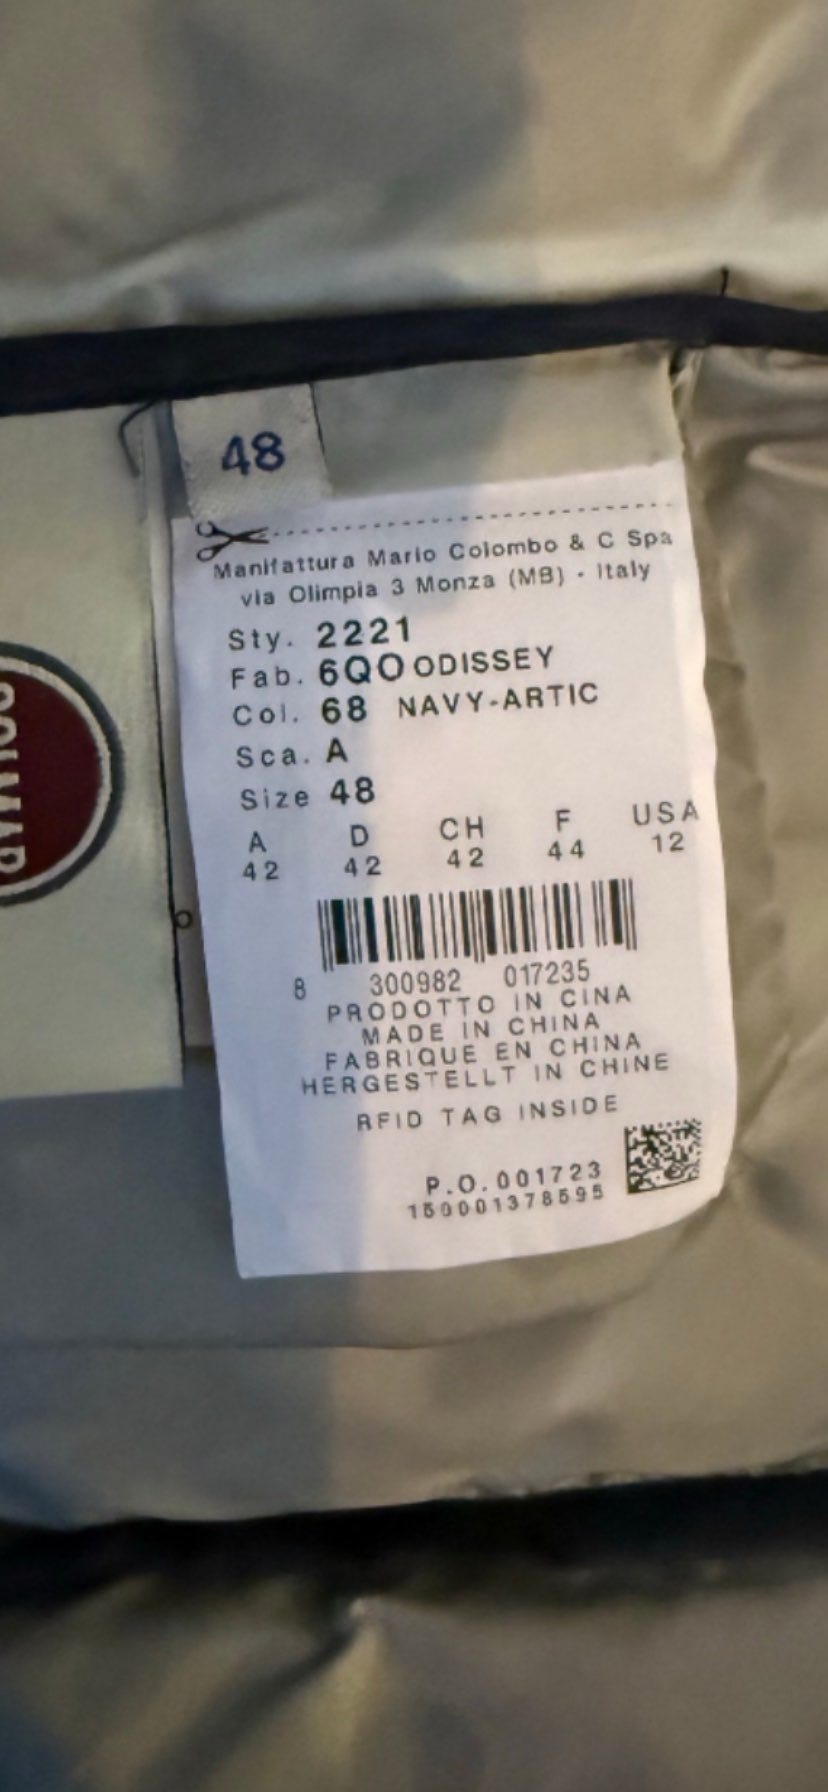 48
Manifattura Mario Colombo & C Spa
via Olimpia 3 Monza (MB) - Italy
Sty. 2221
Fab. 6QO ODISSEY
Col. 68 NAVY-ARTIC
Sca. A
Size 48
A D CH F USA
42 42 42 44 12
8 300982 017235
PRODOTTO IN CINA
MADE IN CHINA
FABRIQUE EN CHINA
HERGESTELLT IN CHINE
RFID TAG INSIDE
P.O.001723
150001378595